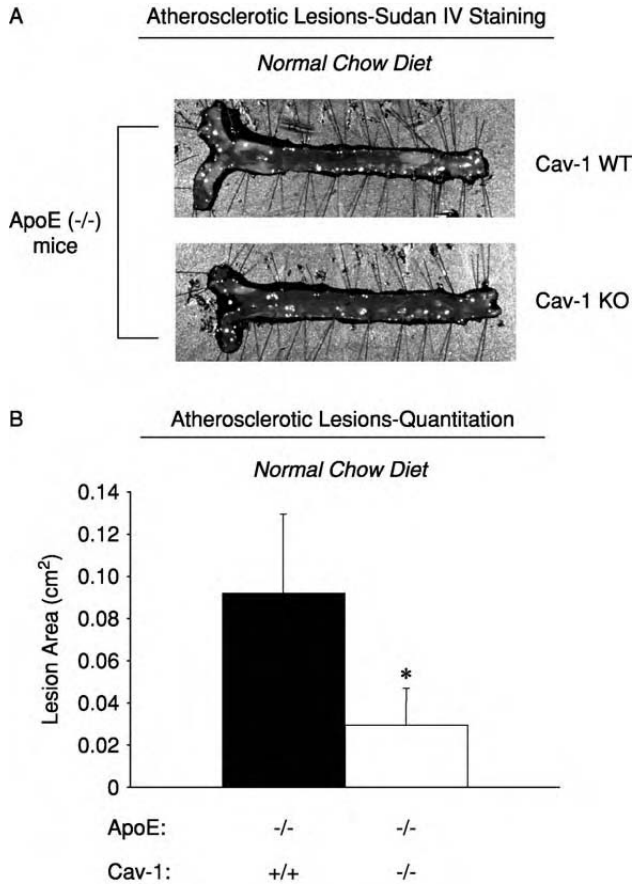 A
Atherosclerotic Lesions-Sudan IV Staining
Normal Chow Diet
ApoE (-/-)
mice
Cav-1 WT
Cav-1 KO
B
Atherosclerotic Lesions-Quantitation
Normal Chow Diet
Lesion Area (cm²)
0.14
0.12
0.10
0.08
0.06
0.04
0.02
0
*
ApoE: -/- -/-
Cav-1: +/+ -/-